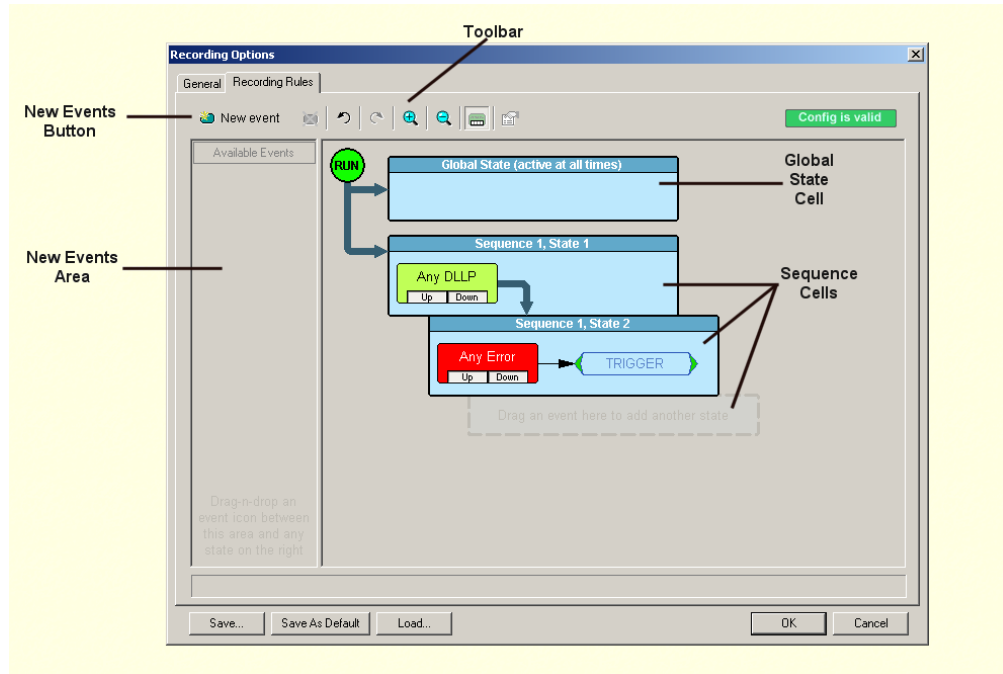 Toolbar
Recording Options
General
Recording Rules
New Events
Button
New event
Config is valid
Available Events
RUN
Global State (active at all times)
Global
State
Cell
Sequence 1, State 1
New Events
Area
Any DLLP
Up
Down
Sequence
Cells
Sequence 1, State 2
Any Error
Up
Down
TRIGGER
Drag an event here to add another state
Drag-n-drop an
event icon between
this area and any
state on the right
Save...
Save As Default
Load...
OK
Cancel